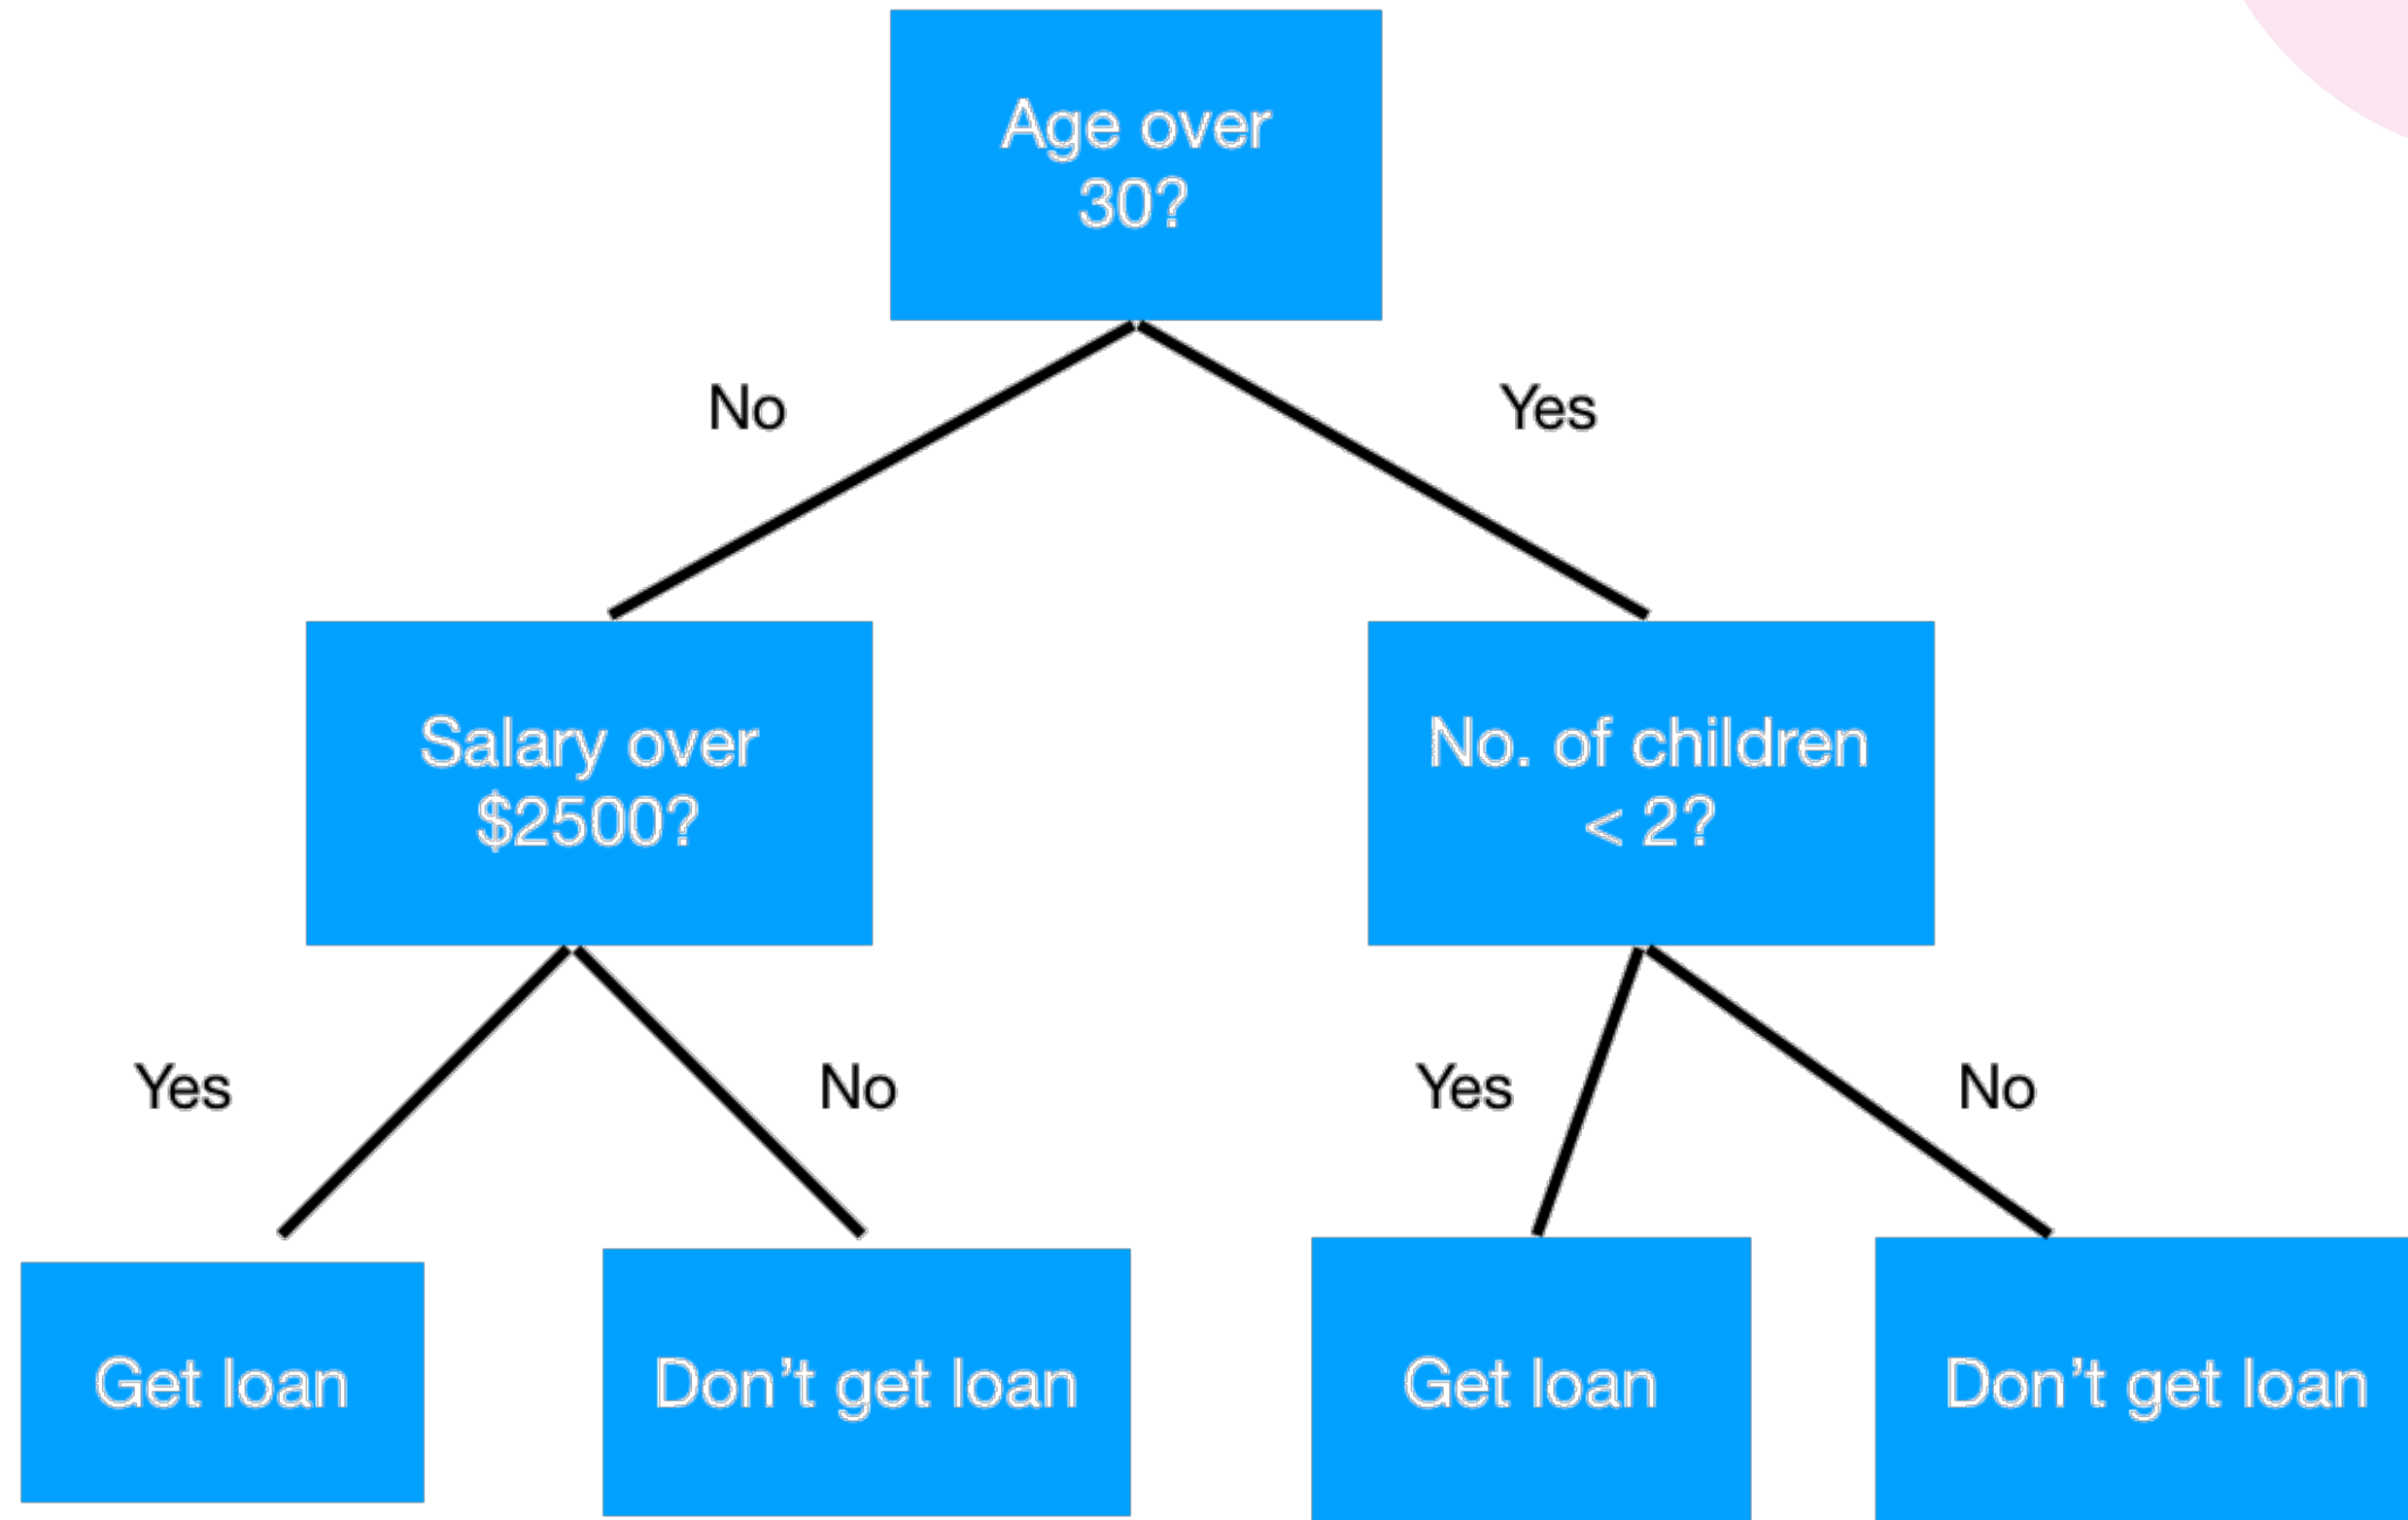 Age over
30?
No
Yes
Salary over
$2500?
No. of children
< 2?
Yes
No
Yes
No
Get loan
Don’t get loan
Get loan
Don’t get loan